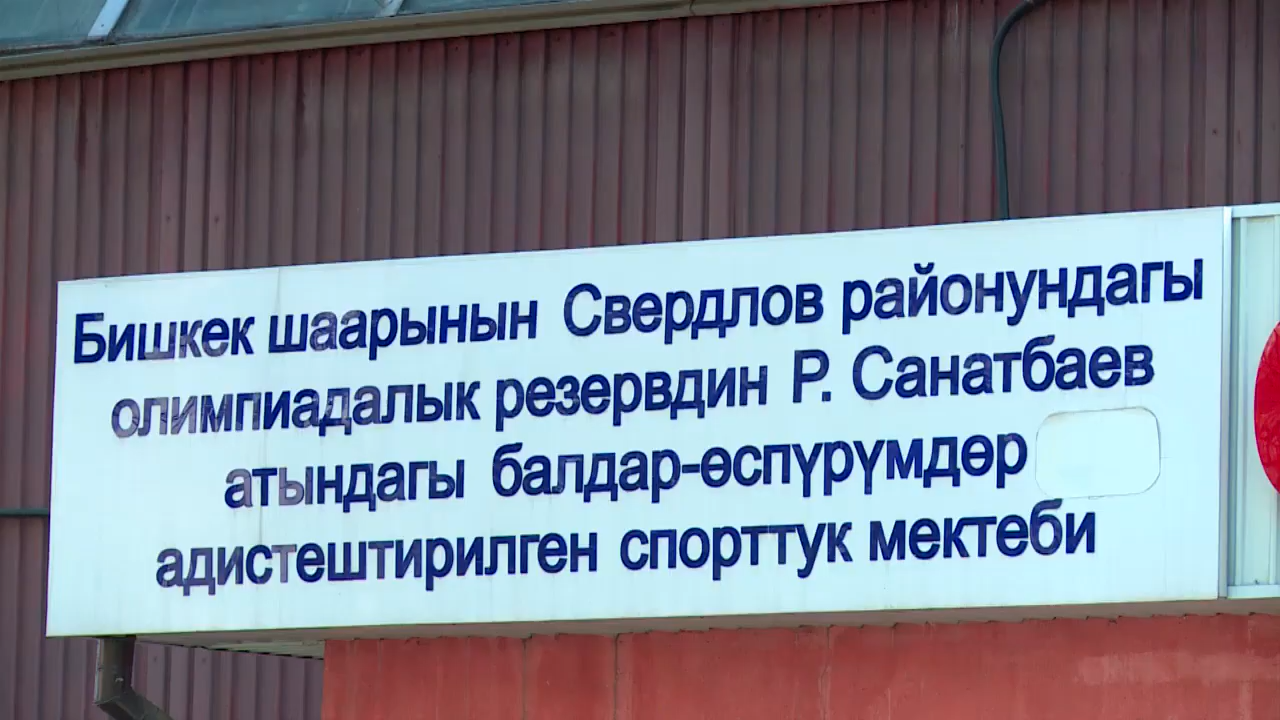 Бишкек шаарынын Свердлов районундагы
олимпиадалык резервдин Р. Санатбаев
атындагы балдар-өспүрүмдөр
адистештирилген спорттук мектеби